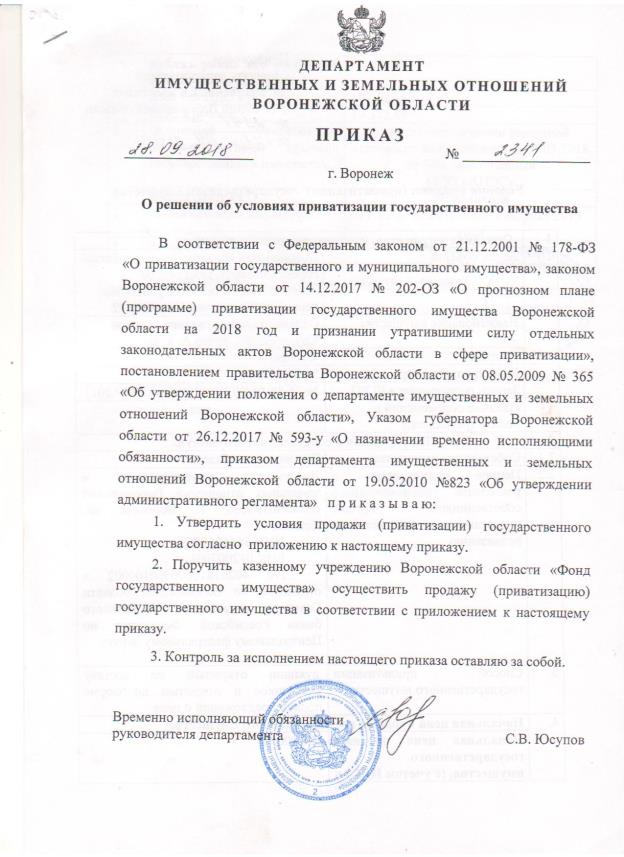 ДЕПАРТАМЕНТ
ИМУЩЕСТВЕННЫХ И ЗЕМЕЛЬНЫХ ОТНОШЕНИЙ
ВОРОНЕЖСКОЙ ОБЛАСТИ
ПРИКАЗ
28.09.2018 № 2341
г. Воронеж
О решении об условиях приватизации государственного имущества
В соответствии с Федеральным законом от 21.12.2001 № 178-ФЗ
«О приватизации государственного и муниципального имущества», законом
Воронежской области от 14.12.2017 № 202-ОЗ «О прогнозном плане
(программе) приватизации государственного имущества Воронежской
области на 2018 год и признании утратившими силу отдельных
законодательных актов Воронежской области в сфере приватизации»,
постановлением правительства Воронежской области от 08.05.2009 № 365
«Об утверждении положения о департаменте имущественных и земельных
отношений Воронежской области», Указом губернатора Воронежской
области от 26.12.2017 № 593-у «О назначении временно исполняющими
обязанности», приказом департамента имущественных и земельных
отношений Воронежской области от 19.05.2010 №823 «Об утверждении
административного регламента» п р и к а з ы в а ю:
1. Утвердить условия продажи (приватизации) государственного
имущества согласно приложению к настоящему приказу.
2. Поручить казенному учреждению Воронежской области «Фонд
государственного имущества» осуществить продажу (приватизацию)
государственного имущества в соответствии с приложением к настоящему
приказу.
3. Контроль за исполнением настоящего приказа оставляю за собой.
Временно исполняющий обязанности
руководителя департамента С.В. Юсупов
2